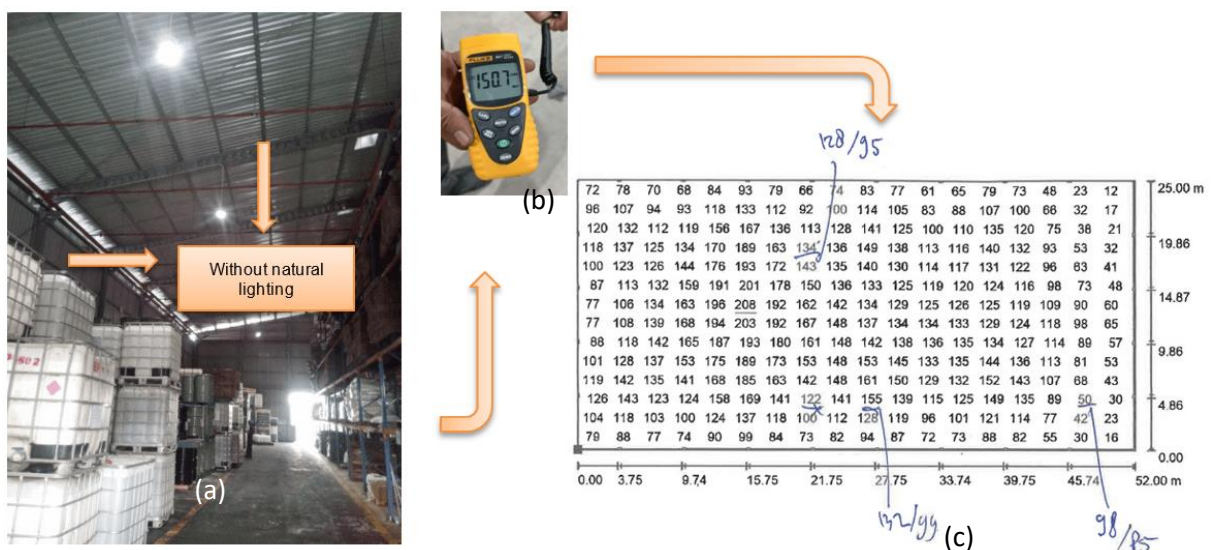 Without natural
lighting
(a)
FLUKE
150.7
(b)
128/95
72 78 70 68 84 93 79 66 74 83 77 61 65 79 73 48 23 12
96 107 94 93 118 133 112 92 100 114 105 83 88 107 100 66 32 17
120 132 112 119 156 167 136 113 128 141 125 100 110 135 120 75 38 21
118 137 125 134 170 189 163 134 136 149 138 113 116 140 132 93 53 32
100 123 126 144 176 193 172 143 135 140 130 114 117 131 122 96 63 41
87 113 132 159 191 201 178 150 136 133 125 119 120 124 116 98 73 48
77 106 134 163 196 208 192 162 142 134 129 125 126 125 119 109 90 60
77 108 139 168 194 203 192 167 148 137 134 134 133 129 124 118 98 65
88 118 142 165 187 193 180 161 148 142 138 136 135 134 127 114 89 57
101 128 137 153 175 189 173 153 148 153 145 133 135 144 136 113 81 53
119 142 135 141 168 185 163 142 148 161 150 129 132 152 143 107 68 43
126 143 123 124 158 169 141 122 141 155 139 115 125 149 135 89 50 30
104 118 103 100 124 137 118 100 112 128 119 96 101 121 114 77 42 23
79 88 77 74 90 99 84 73 82 94 87 72 73 88 82 55 30 16
25.00 m
19.86
14.87
9.86
4.86
0.00
0.00 3.75 9.74 15.75 21.75 27.75 33.74 39.75 45.74 52.00 m
132/99
(c)
98/85